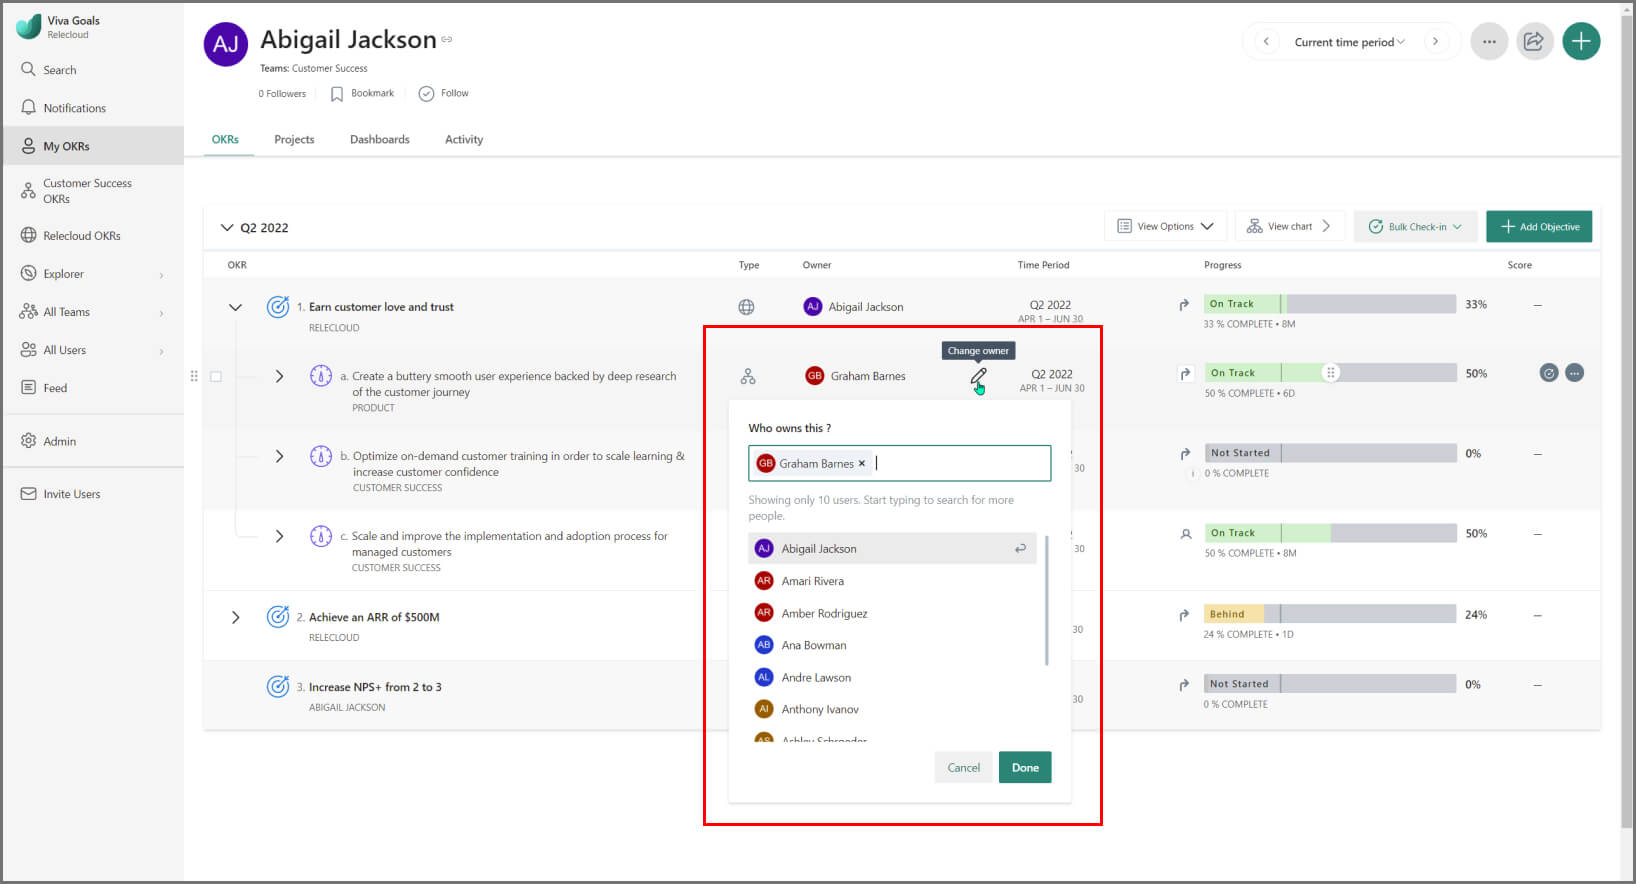 Viva Goals
Relecloud
Search
Notifications
My OKRs
Customer Success
OKRs
Relecloud OKRs
Explorer
All Teams
All Users
Feed
Admin
Invite Users
AJ Abigail Jackson
Teams: Customer Success
0 Followers Bookmark Follow
Current time period
OKRs Projects Dashboards Activity
Q2 2022
View Options View chart Bulk Check-in Add Objective
OKR Type Owner Time Period Progress Score
1. Earn customer love and trust AJ Abigail Jackson Q2 2022 On Track 33% —
RELECLOUD APR 1 – JUN 30 33 % COMPLETE • 8M
Change owner
a. Create a buttery smooth user experience backed by deep research GB Graham Barnes Q2 2022 On Track 50%
of the customer journey APR 1 – JUN 30 50 % COMPLETE • 6D
PRODUCT
Who owns this ?
b. Optimize on-demand customer training in order to scale learning & Not Started 0% —
increase customer confidence GB Graham Barnes × 30 0 % COMPLETE
CUSTOMER SUCCESS
Showing only 10 users. Start typing to search for more
people.
c. Scale and improve the implementation and adoption process for On Track 50% —
managed customers AJ Abigail Jackson 30 50 % COMPLETE • 8M
CUSTOMER SUCCESS
AR Amari Rivera
AR Amber Rodriguez
2. Achieve an ARR of $500M Behind 24% —
RELECLOUD 30 24 % COMPLETE • 1D
AB Ana Bowman
AL Andre Lawson
3. Increase NPS+ from 2 to 3 Not Started 0% —
ABIGAIL JACKSON AI Anthony Ivanov 30 0 % COMPLETE
AS Ashley Schroeder
Cancel Done